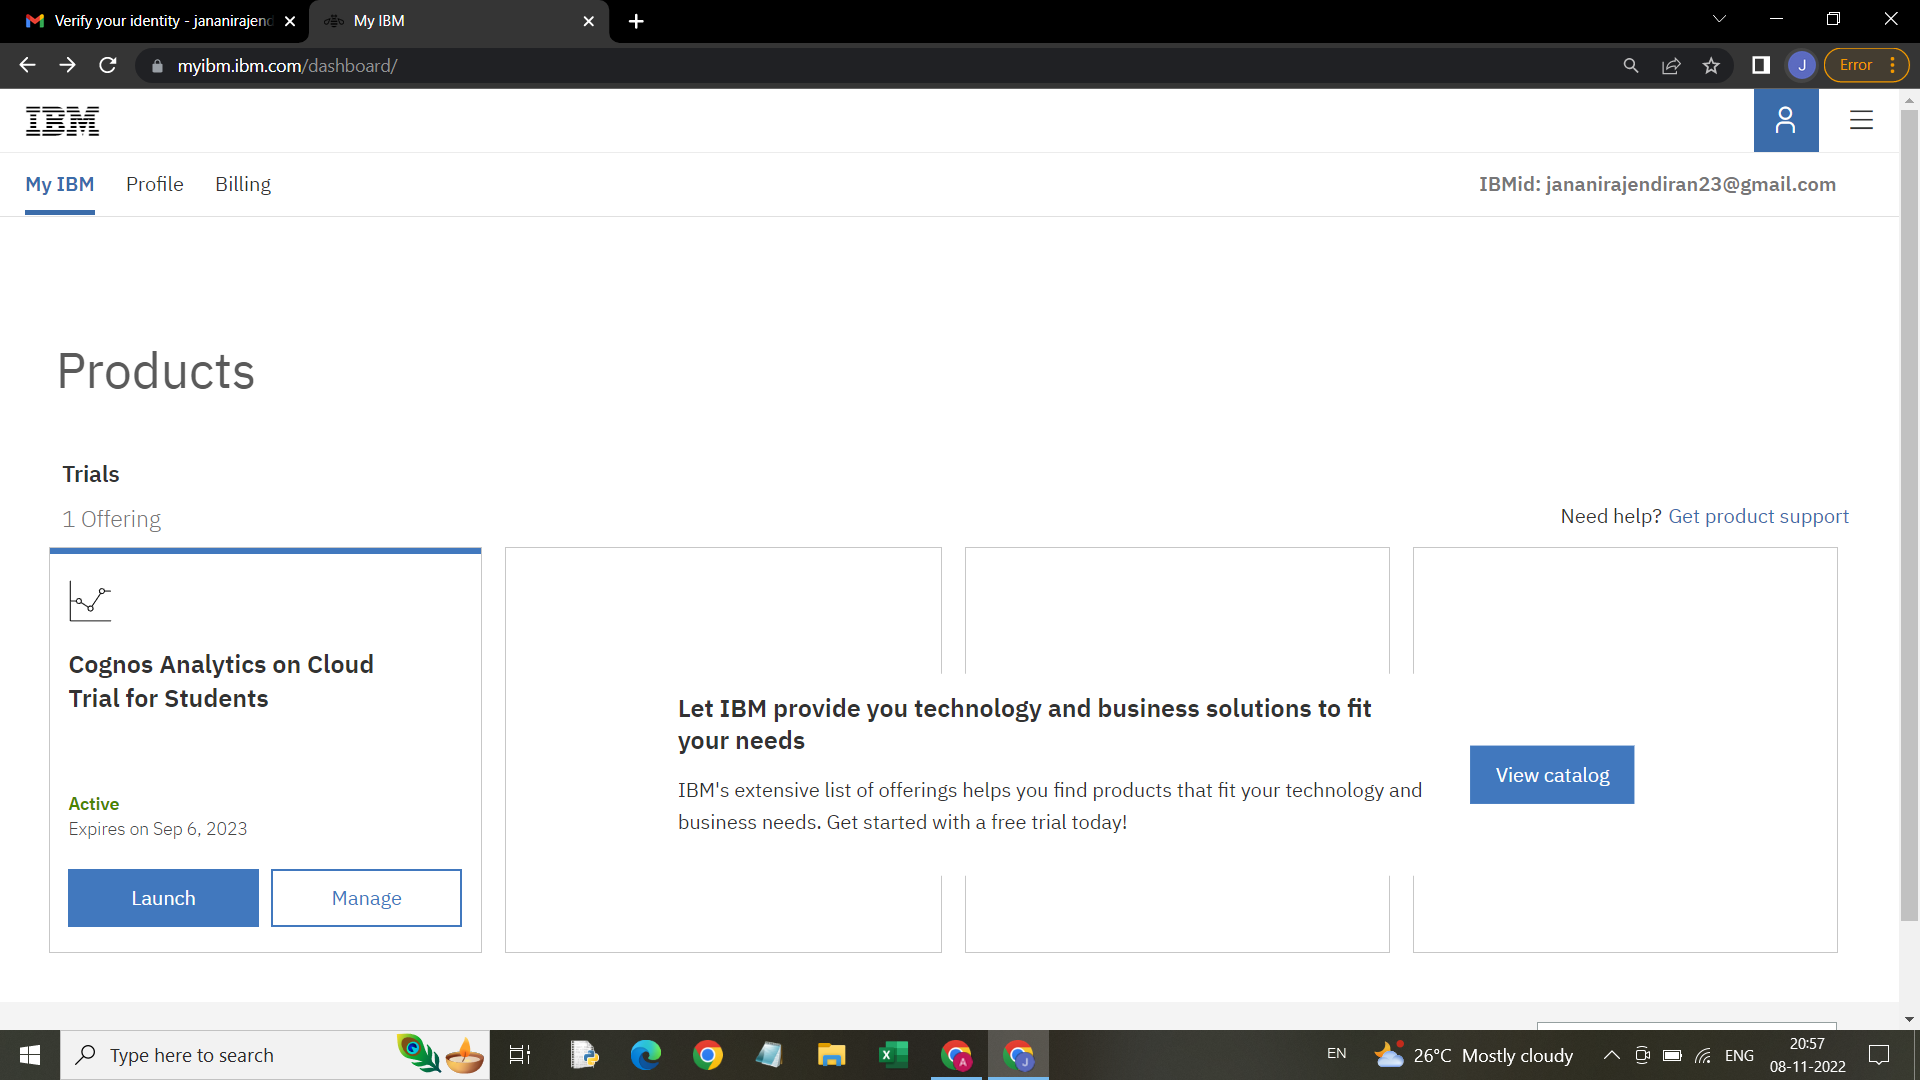 Verify your identity - jananirajend
My IBM
myibm.ibm.com/dashboard/
J
Error
IBM
My IBM
Profile
Billing
IBMid: jananirajendiran23@gmail.com
Products
Trials
1 Offering
Need help? Get product support
Cognos Analytics on Cloud
Trial for Students
Active
Expires on Sep 6, 2023
Launch
Manage
Let IBM provide you technology and business solutions to fit
your needs
IBM's extensive list of offerings helps you find products that fit your technology and
business needs. Get started with a free trial today!
View catalog
Type here to search
A
J
EN
26°C Mostly cloudy
ENG
20:57
08-11-2022